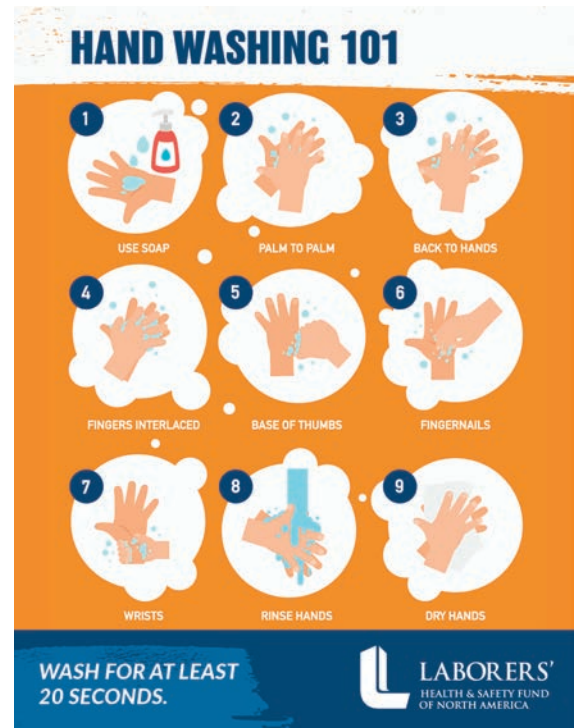 HAND WASHING 101
1
2
3
USE SOAP
PALM TO PALM
BACK TO HANDS
4
5
6
FINGERS INTERLACED
BASE OF THUMBS
FINGERNAILS
7
8
9
WRISTS
RINSE HANDS
DRY HANDS
WASH FOR AT LEAST
20 SECONDS.
LABORERS'
HEALTH & SAFETY FUND
OF NORTH AMERICA